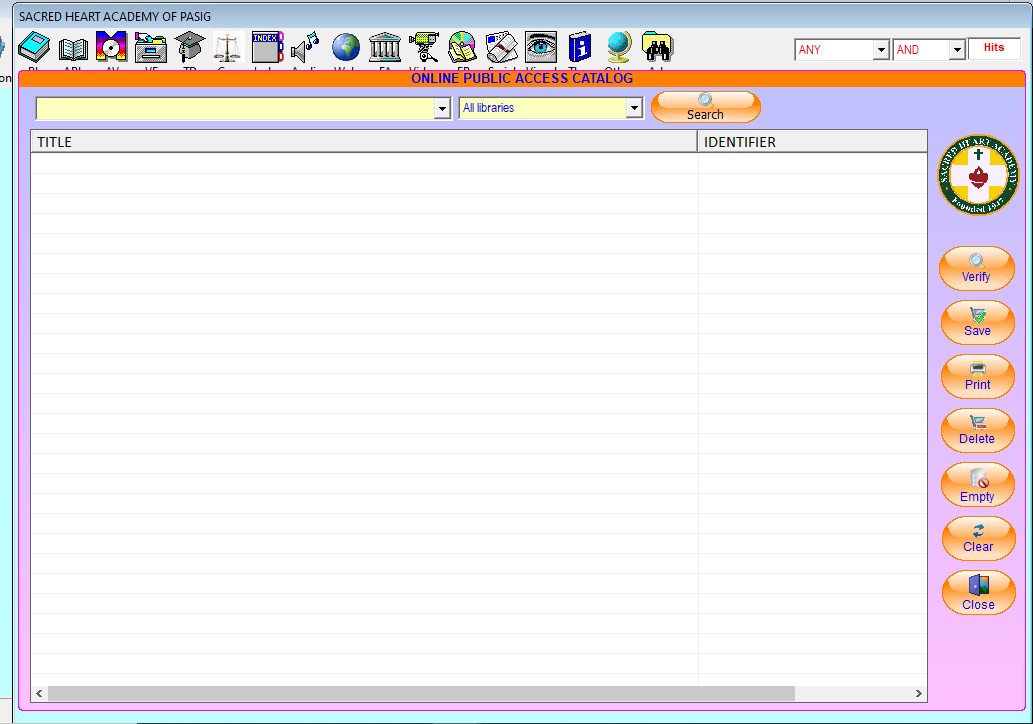 SACRED HEART ACADEMY OF PASIG
INDEX
ANY
AND
Hits
ONLINE PUBLIC ACCESS CATALOG
All libraries
Search
TITLE
IDENTIFIER
SACRED HEART ACADEMY
Founded 1947
Verify
Save
Print
Delete
Empty
Clear
Close